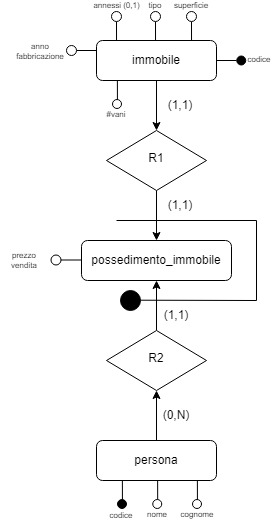 annessi (0,1) tipo superficie
anno
fabbricazione
immobile
codice
#vani
(1,1)
R1
(1,1)
prezzo
vendita
possedimento_immobile
(1,1)
R2
(0,N)
persona
codice nome cognome